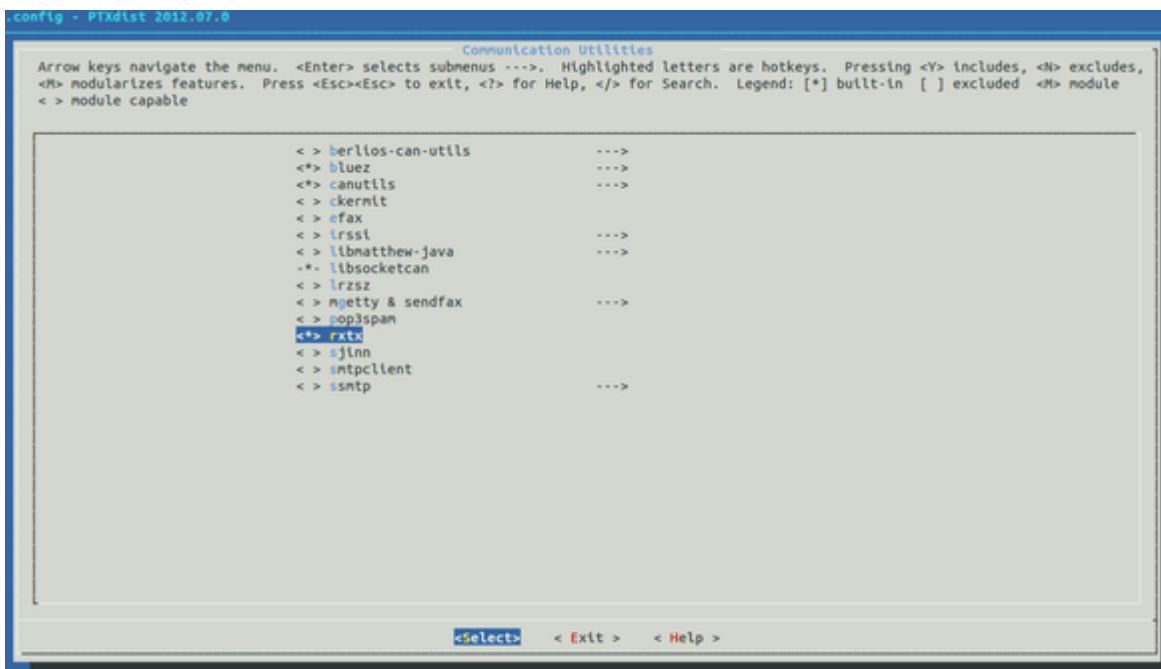 .config - PTXdist 2012.07.0
Communication Utilities
Arrow keys navigate the menu. <Enter> selects submenus --->. Highlighted letters are hotkeys. Pressing <Y> includes, <N> excludes,
<M> modularizes features. Press <Esc><Esc> to exit, <?> for Help, </> for Search. Legend: [*] built-in [ ] excluded <M> module
< > module capable
< > berlios-can-utils --->
<*> bluez --->
<*> canutils --->
< > ckermit
< > efax
< > irssi --->
< > libmatthew-java --->
-*- libsocketcan
< > lrzsz
< > mgetty & sendfax --->
< > pop3spam
<*> rxtx
< > sjinn
< > smtpclient
< > ssmtp --->
<Select> < Exit > < Help >